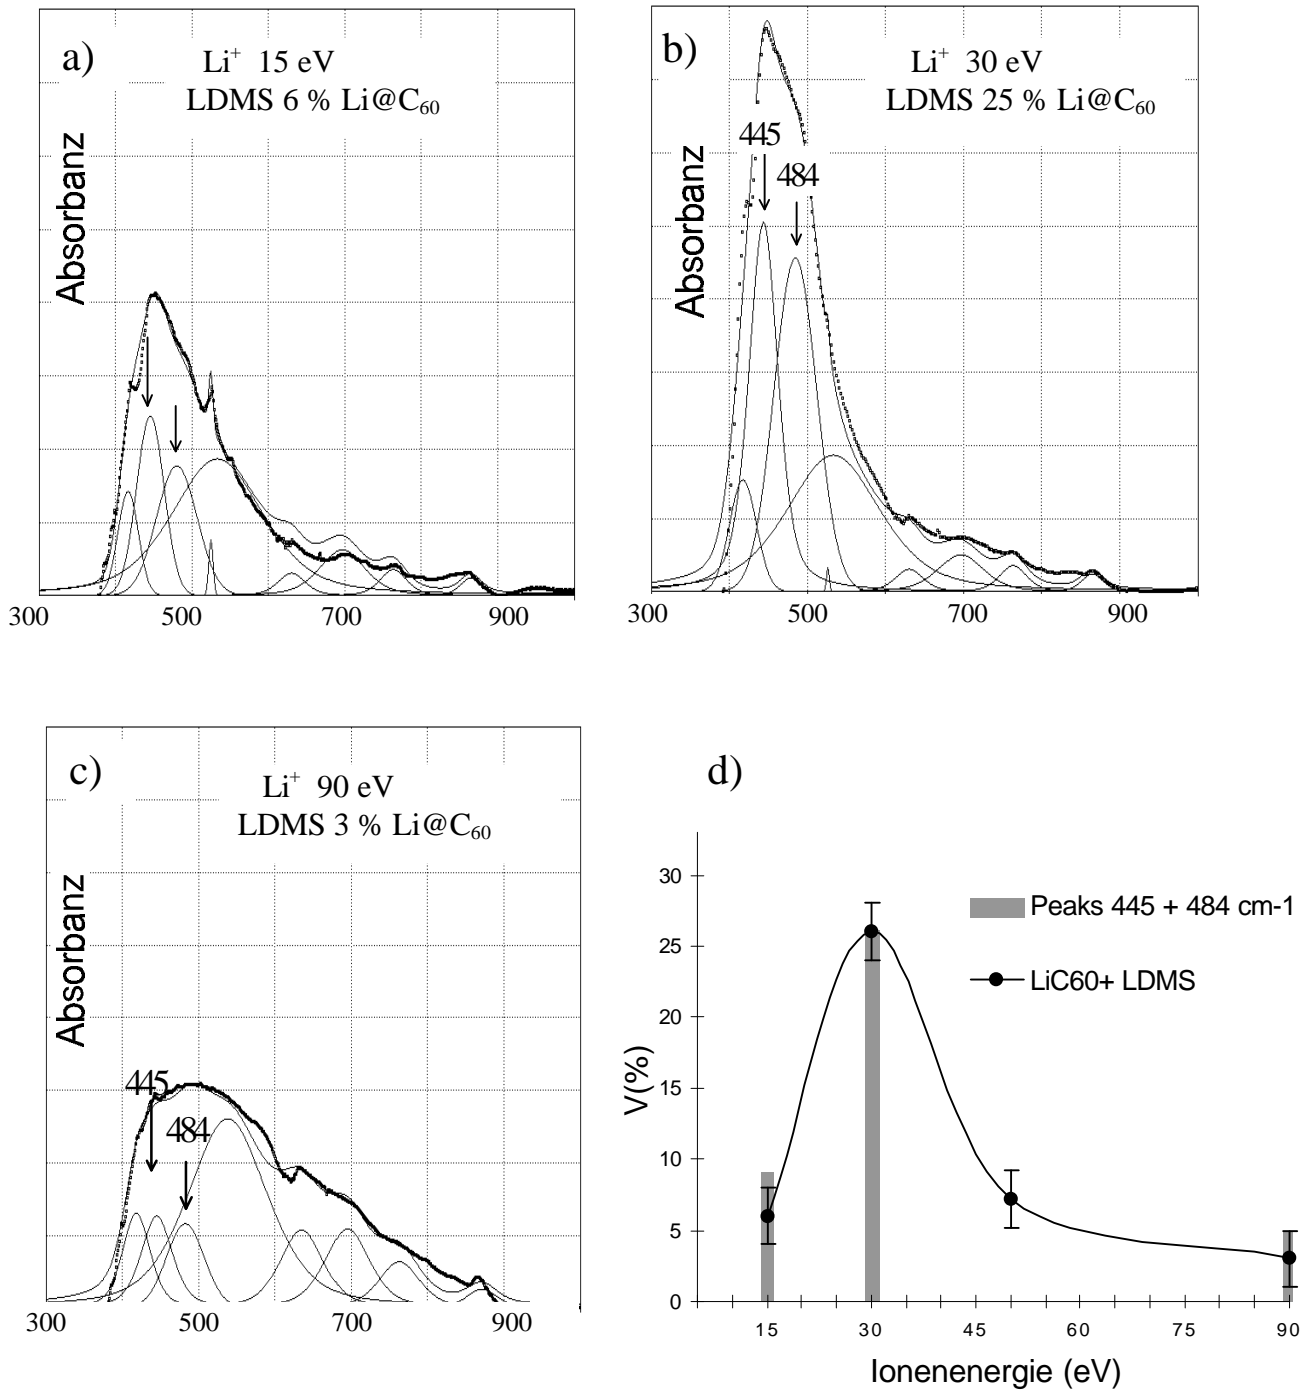 a)
Li⁺ 15 eV
LDMS 6 % Li@C₆₀
Absorbanz
300 500 700 900
b)
Li⁺ 30 eV
LDMS 25 % Li@C₆₀
445
484
Absorbanz
300 500 700 900
c)
Li⁺ 90 eV
LDMS 3 % Li@C₆₀
Absorbanz
445
484
300 500 700 900
d)
30
25
20
15
10
5
0
V(%)
Peaks 445 + 484 cm-1
LiC60+ LDMS
15 30 45 60 75 90
Ionenenergie (eV)